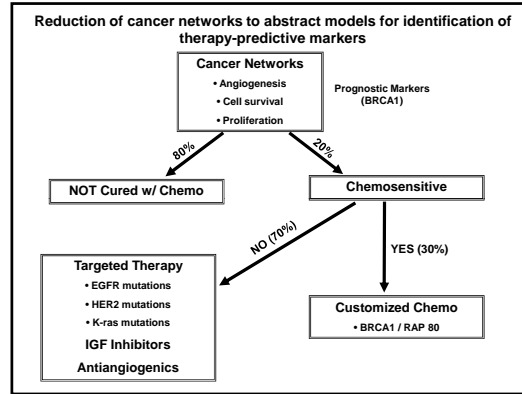 Reduction of cancer networks to abstract models for identification of
therapy-predictive markers
Cancer Networks
• Angiogenesis
• Cell survival
• Proliferation
Prognostic Markers
(BRCA1)
80%
20%
NOT Cured w/ Chemo
Chemosensitive
NO (70%)
YES (30%)
Targeted Therapy
• EGFR mutations
• HER2 mutations
• K-ras mutations
IGF Inhibitors
Antiangiogenics
Customized Chemo
• BRCA1 / RAP 80